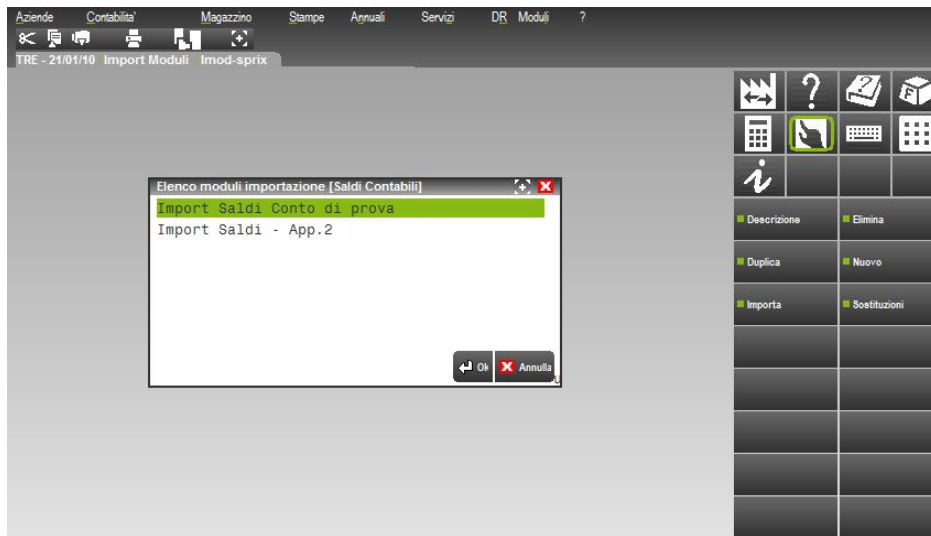 Aziende Contabilita' Magazzino Stampe Annuali Servizi DR Moduli ?
TRE - 21/01/10 Import Moduli Imod-sprix
Elenco moduli importazione [Saldi Contabili]
Import Saldi Conto di prova
Import Saldi - App.2
Ok Annulla
Descrizione Elimina
Duplica Nuovo
Importa Sostituzioni